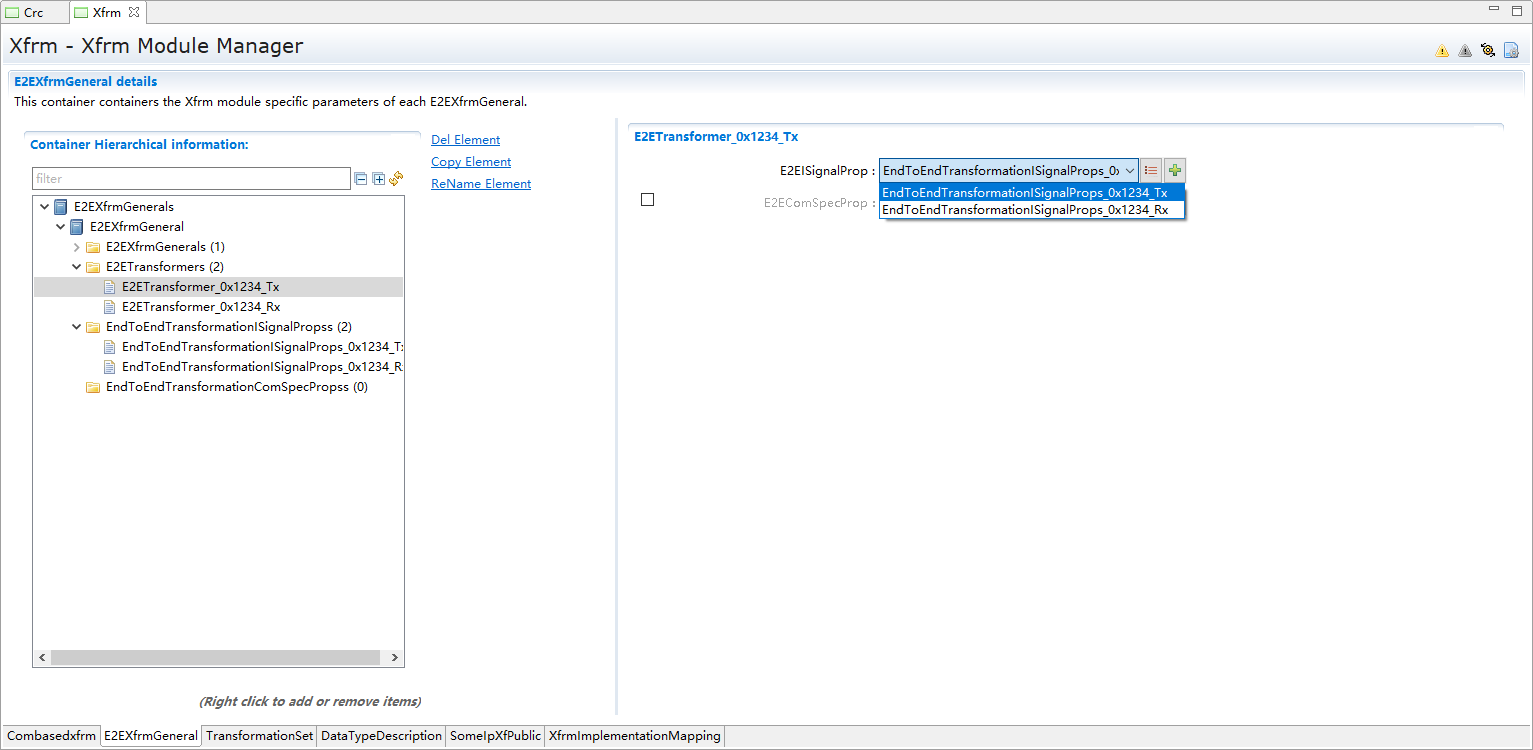 Crc
Xfrm
Xfrm - Xfrm Module Manager
E2EXfrmGeneral details
This container containers the Xfrm module specific parameters of each E2EXfrmGeneral.
Container Hierarchical information:
filter
Del Element
Copy Element
ReName Element
E2EXfrmGenerals
E2EXfrmGeneral
E2EXfrmGenerals (1)
E2ETransformers (2)
E2ETransformer_0x1234_Tx
E2ETransformer_0x1234_Rx
EndToEndTransformationISignalPropss (2)
EndToEndTransformationISignalProps_0x1234_T
EndToEndTransformationISignalProps_0x1234_R
EndToEndTransformationComSpecPropss (0)
(Right click to add or remove items)
E2ETransformer_0x1234_Tx
E2EISignalProp : EndToEndTransformationISignalProps_0x
EndToEndTransformationISignalProps_0x1234_Tx
E2EComSpecProp :
EndToEndTransformationISignalProps_0x1234_Rx
Combasedxfrm E2EXfrmGeneral TransformationSet DataTypeDescription SomeIpXfPublic XfrmImplementationMapping